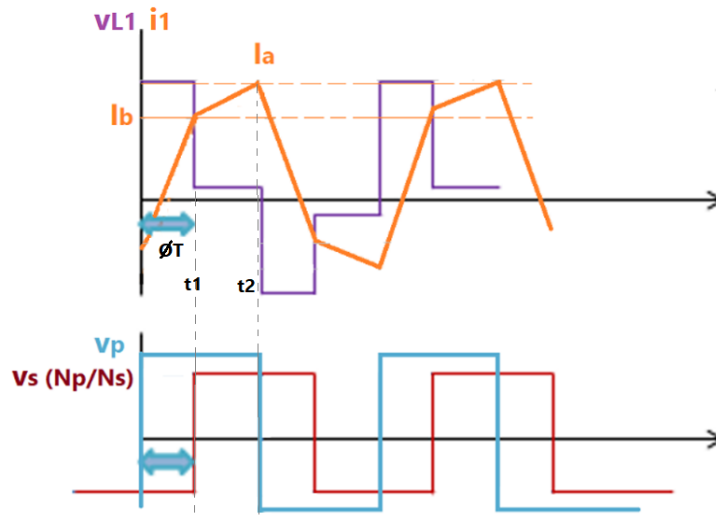 vL1 i1
Ia
Ib
ØT
t1 t2
vp
vs (Np/Ns)